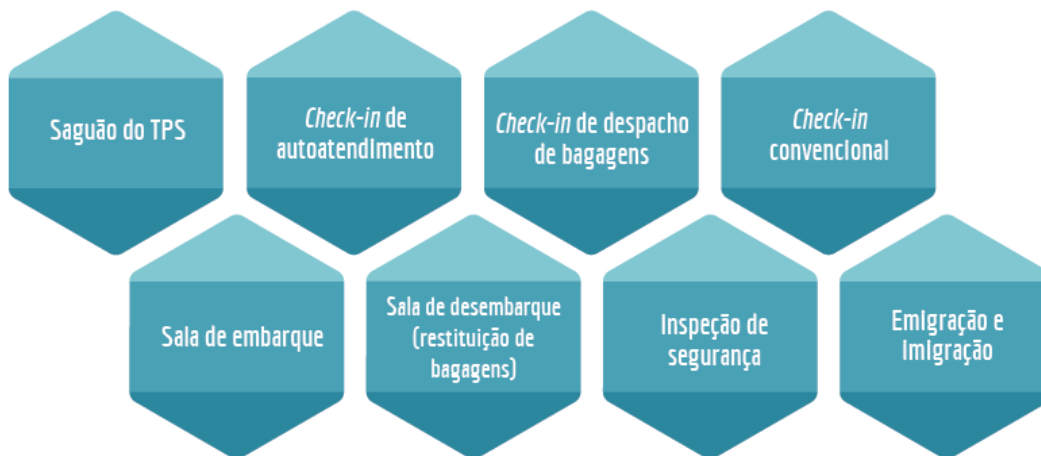 Saguão do TPS
Check-in de
autoatendimento
Check-in de despacho
de bagagens
Check-in
convencional
Sala de embarque
Sala de desembarque
(restituição de
bagagens)
Inspeção de
segurança
Emigração e
imigração